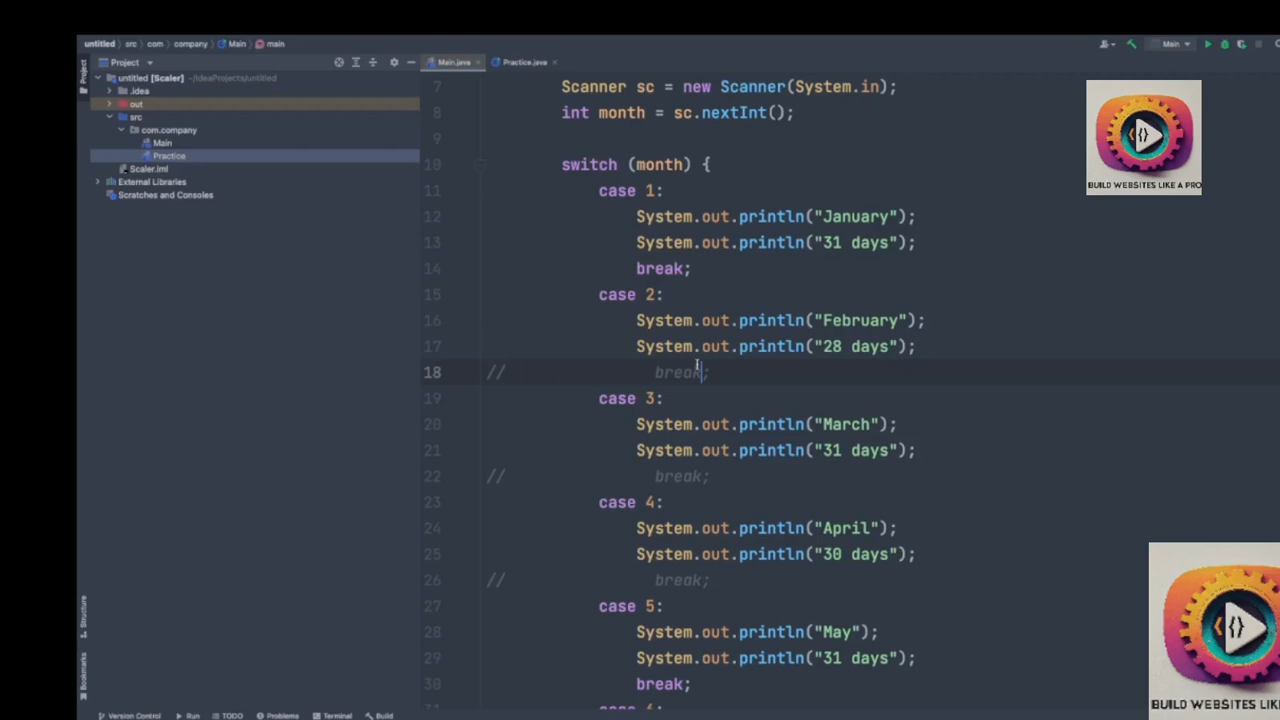 untitled src com company Main main
Main
Project
Main.java Practice.java
Project
untitled [Scaler] ~/IdeaProjects/untitled
.idea
out
src
com.company
Main
Practice
Scaler.iml
External Libraries
Scratches and Consoles
7 Scanner sc = new Scanner(System.in);
8 int month = sc.nextInt();
9
10 switch (month) {
11 case 1:
12 System.out.println("January");
13 System.out.println("31 days");
14 break;
15 case 2:
16 System.out.println("February");
17 System.out.println("28 days");
18 // break;
19 case 3:
20 System.out.println("March");
21 System.out.println("31 days");
22 // break;
23 case 4:
24 System.out.println("April");
25 System.out.println("30 days");
26 // break;
27 case 5:
28 System.out.println("May");
29 System.out.println("31 days");
30 break;
BUILD WEBSITES LIKE A PRO
BUILD WEBSITES LIK
Structure
Bookmarks
Version Control Run TODO Problems Terminal Build